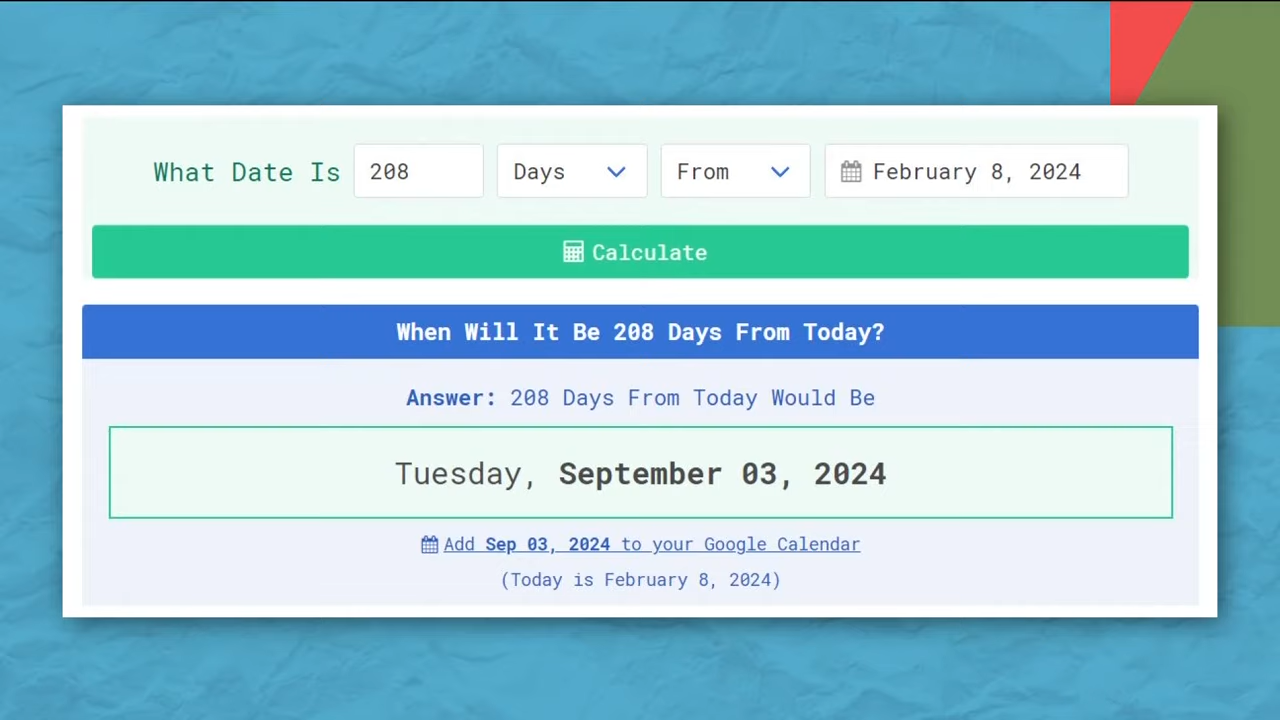 What Date Is 208 Days From February 8, 2024
Calculate
When Will It Be 208 Days From Today?
Answer: 208 Days From Today Would Be
Tuesday, September 03, 2024
Add Sep 03, 2024 to your Google Calendar
(Today is February 8, 2024)